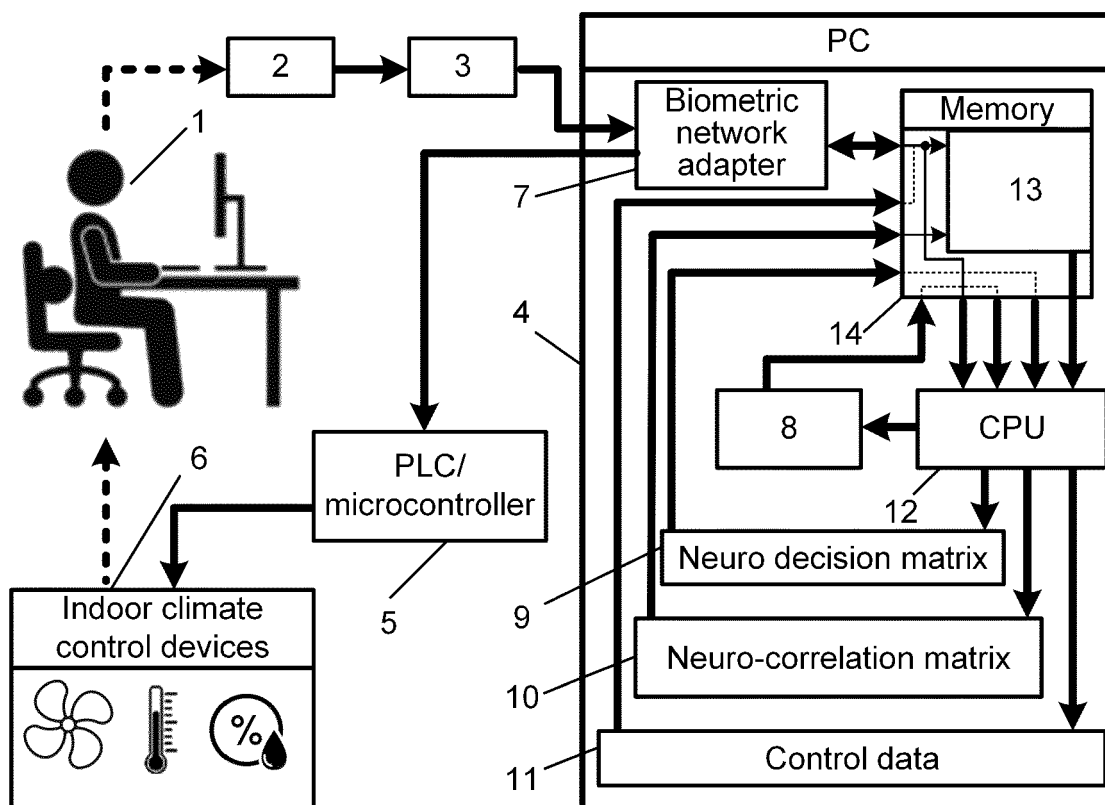 PC
2
3
Biometric
network
adapter
Memory
1
7
13
4
14
8
CPU
6
PLC/
microcontroller
12
Neuro decision matrix
9
5
Indoor climate
control devices
Neuro-correlation matrix
10
%
Control data
11